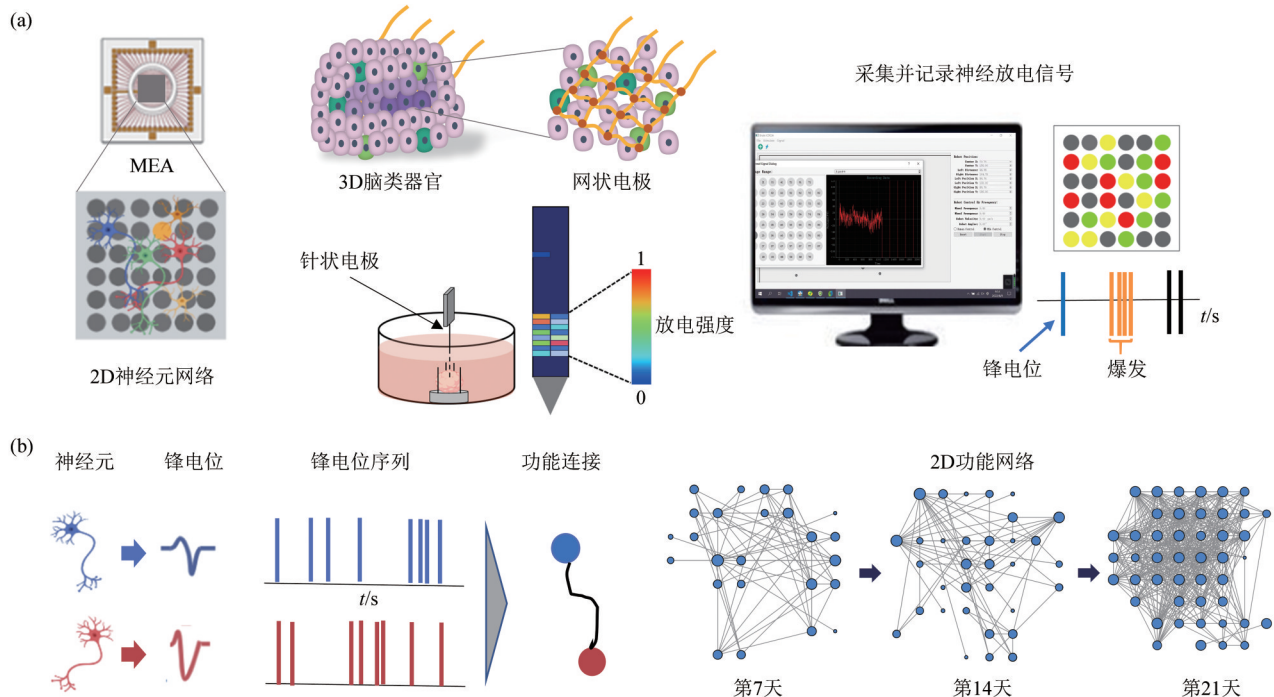 (a)
MEA
2D神经元网络
3D脑类器官
网状电极
针状电极
1
放电强度
0
采集并记录神经放电信号
DELL
t/s
锋电位
爆发
(b)
神经元
锋电位
锋电位序列
功能连接
t/s
2D功能网络
第7天
第14天
第21天